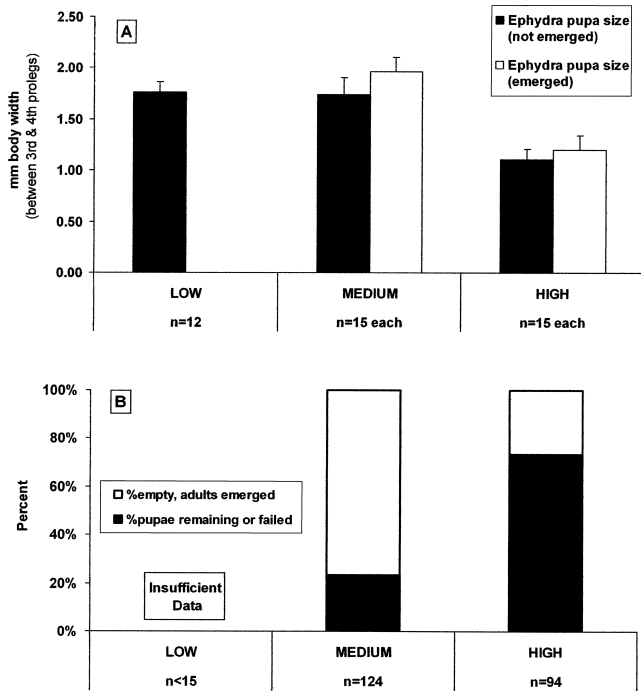 A
2.50
2.00
1.50
1.00
0.50
0.00
mm body width
(between 3rd & 4th prolegs)
Ephydra pupa size
(not emerged)
Ephydra pupa size
(emerged)
LOW
MEDIUM
HIGH
n=12
n=15 each
n=15 each
B
100%
80%
60%
40%
20%
0%
Percent
%empty, adults emerged
%pupae remaining or failed
Insufficient
Data
LOW
MEDIUM
HIGH
n<15
n=124
n=94